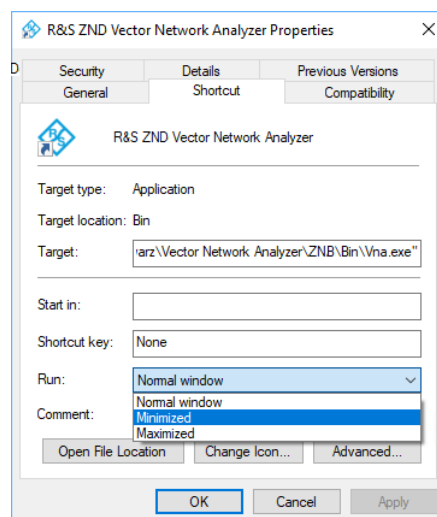 R&S ZND Vector Network Analyzer Properties
Security Details Previous Versions
General Shortcut Compatibility
R&S ZND Vector Network Analyzer
Target type: Application
Target location: Bin
Target: arz\Vector Network Analyzer\ZNB\Bin\Vna.exe"
Start in:
Shortcut key: None
Run: Normal window
Normal window
Comment: Minimized
Maximized
Open File Location Change Icon... Advanced...
OK Cancel Apply